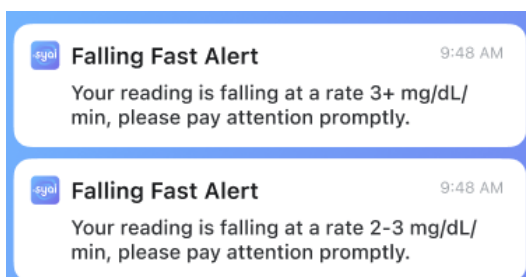 syai
Falling Fast Alert
9:48 AM
Your reading is falling at a rate 3+ mg/dL/
min, please pay attention promptly.
syai
Falling Fast Alert
9:48 AM
Your reading is falling at a rate 2-3 mg/dL/
min, please pay attention promptly.